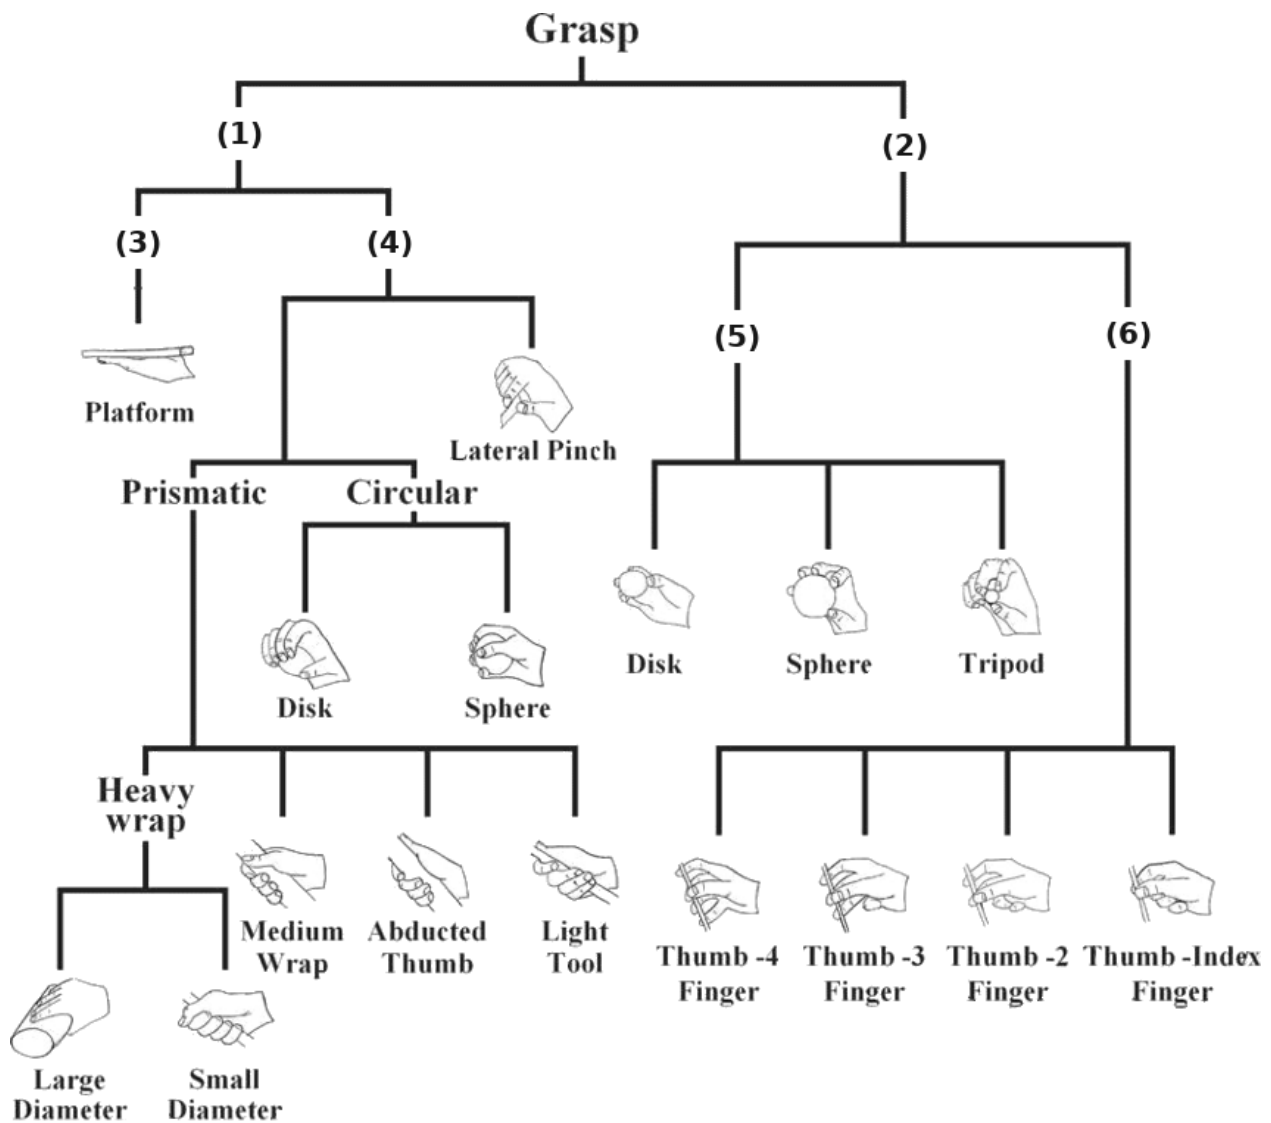 Grasp
(1)
(2)
(3)
(4)
(5)
(6)
Platform
Lateral Pinch
Prismatic
Circular
Disk
Sphere
Disk
Sphere
Tripod
Heavy
wrap
Medium
Wrap
Abducted
Thumb
Light
Tool
Thumb -4
Finger
Thumb -3
Finger
Thumb -2
Finger
Thumb -Index
Finger
Large
Diameter
Small
Diameter